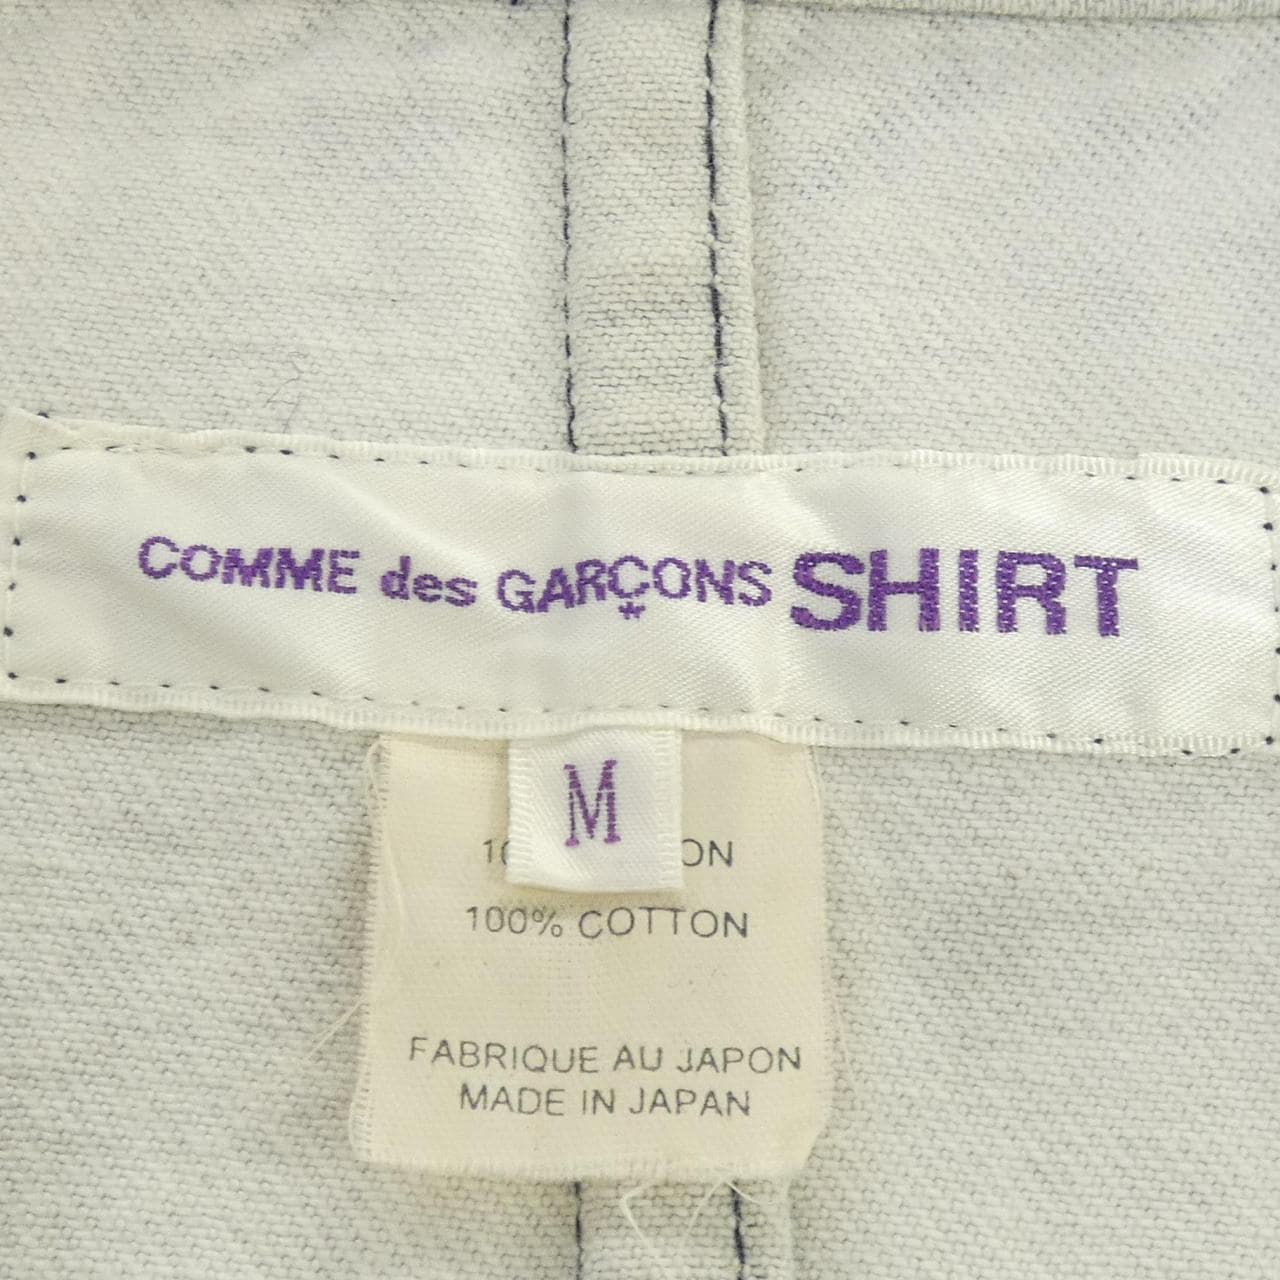 COMME des GARÇONS SHIRT
*
M
100% COTTON
FABRIQUE AU JAPON
MADE IN JAPAN